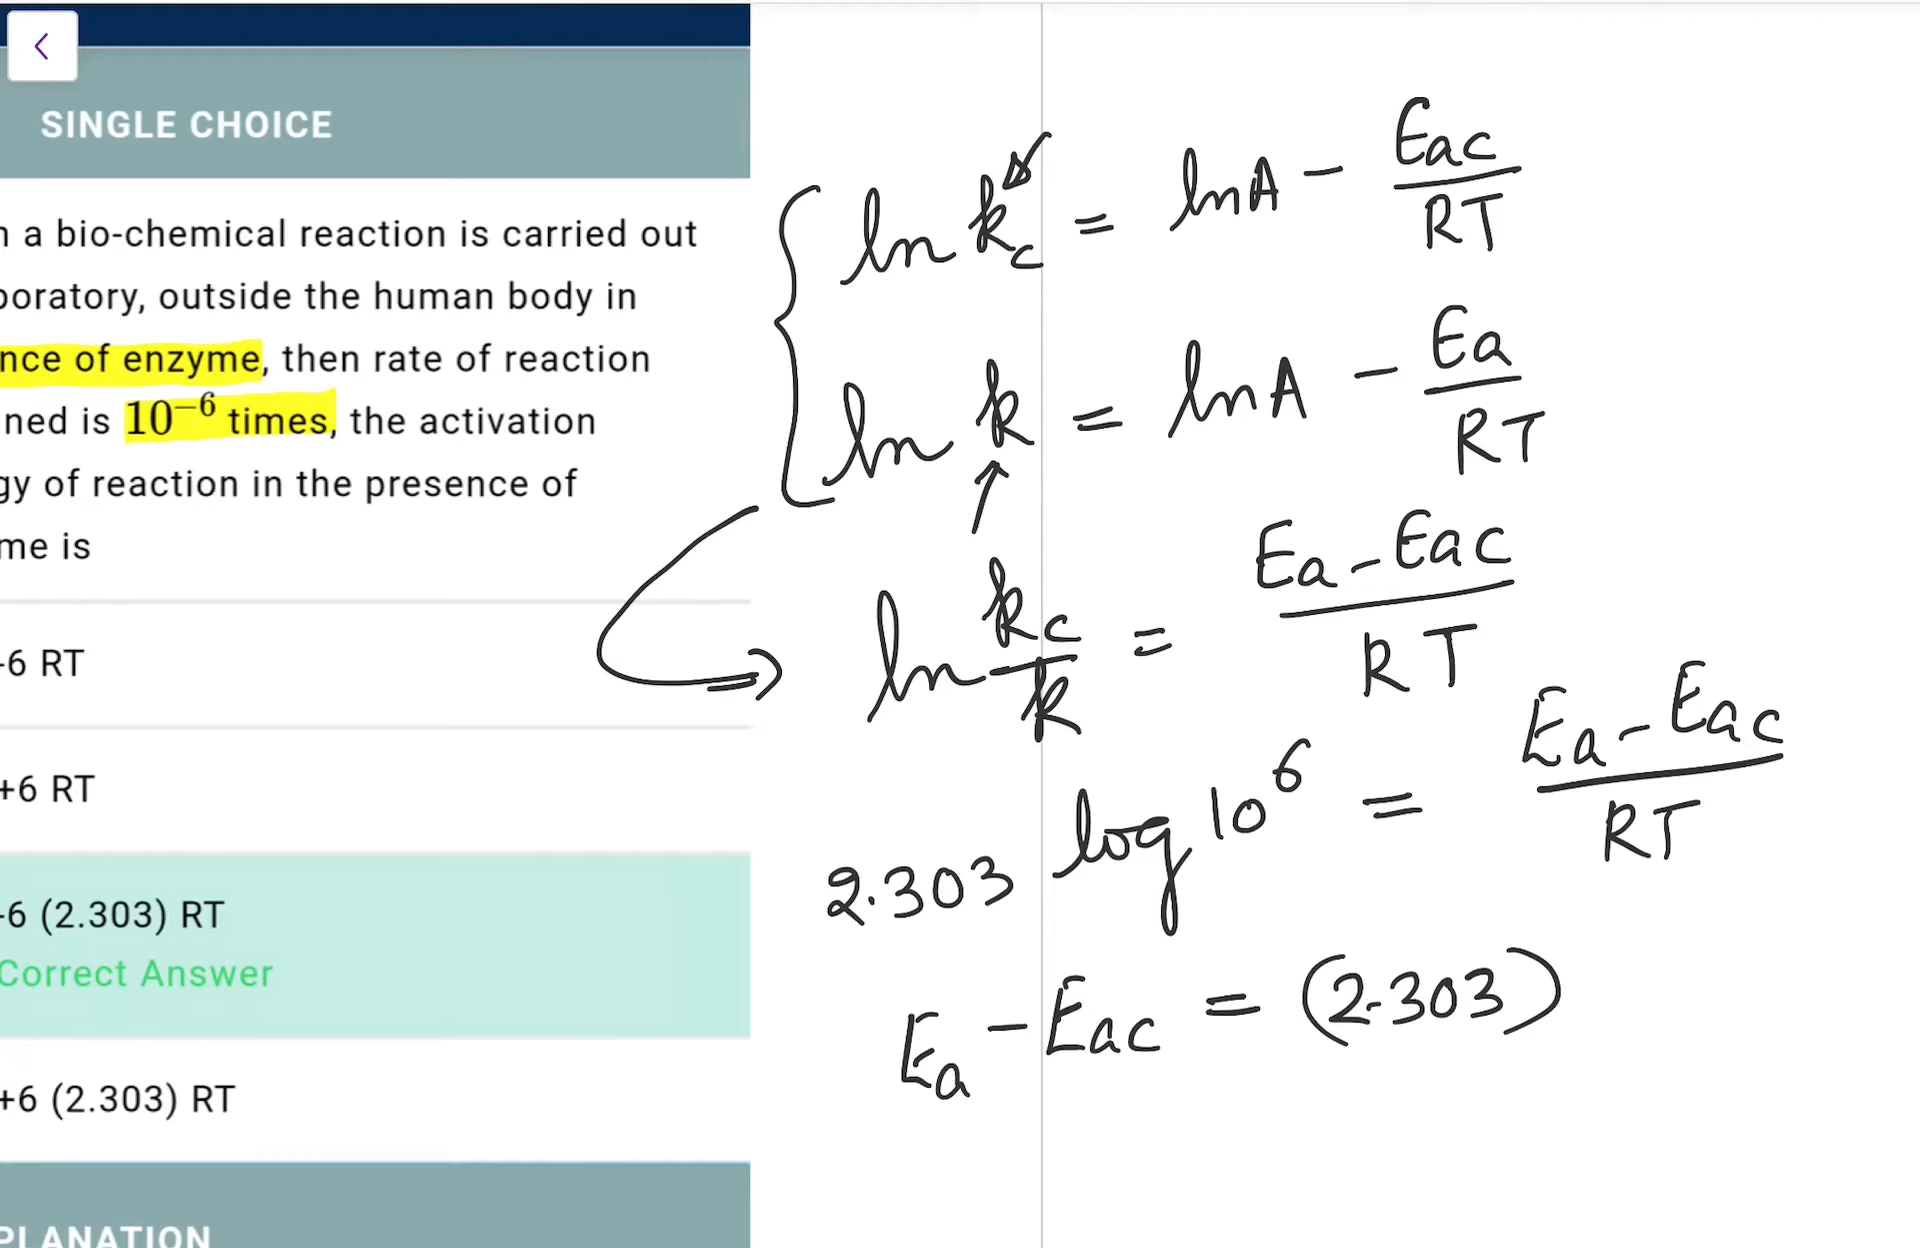 SINGLE CHOICE
a bio-chemical reaction is carried out
boratory, outside the human body in
nce of enzyme, then rate of reaction
ned is 10⁻⁶ times, the activation
gy of reaction in the presence of
me is
-6 RT
+6 RT
-6 (2.303) RT
Correct Answer
+6 (2.303) RT
PLANATION
ln k_c = lnA - Eac/RT
ln k = lnA - Ea/RT
ln k_c/k = Ea - Eac/RT
2.303 log 10⁶ = Ea - Eac/RT
Ea - Eac = (2.303)